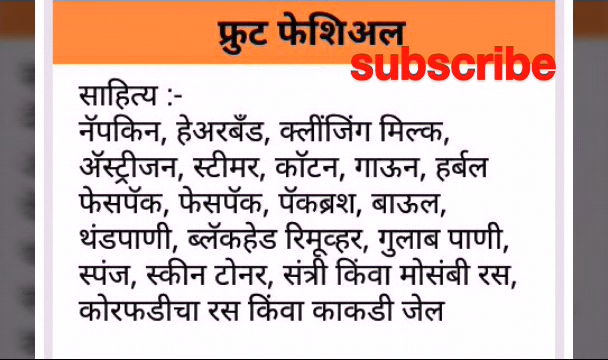 फ्रुट फेशिअल
subscribe
साहित्य :-
नॅपकिन, हेअरबँड, क्लींजिंग मिल्क,
ॲस्ट्रीजन, स्टीमर, कॉटन, गाऊन, हर्बल
फेसपॅक, फेसपॅक, पॅकब्रश, बाऊल,
थंडपाणी, ब्लॅकहेड रिमूव्हर, गुलाब पाणी,
स्पंज, स्कीन टोनर, संत्री किंवा मोसंबी रस,
कोरफडीचा रस किंवा काकडी जेल